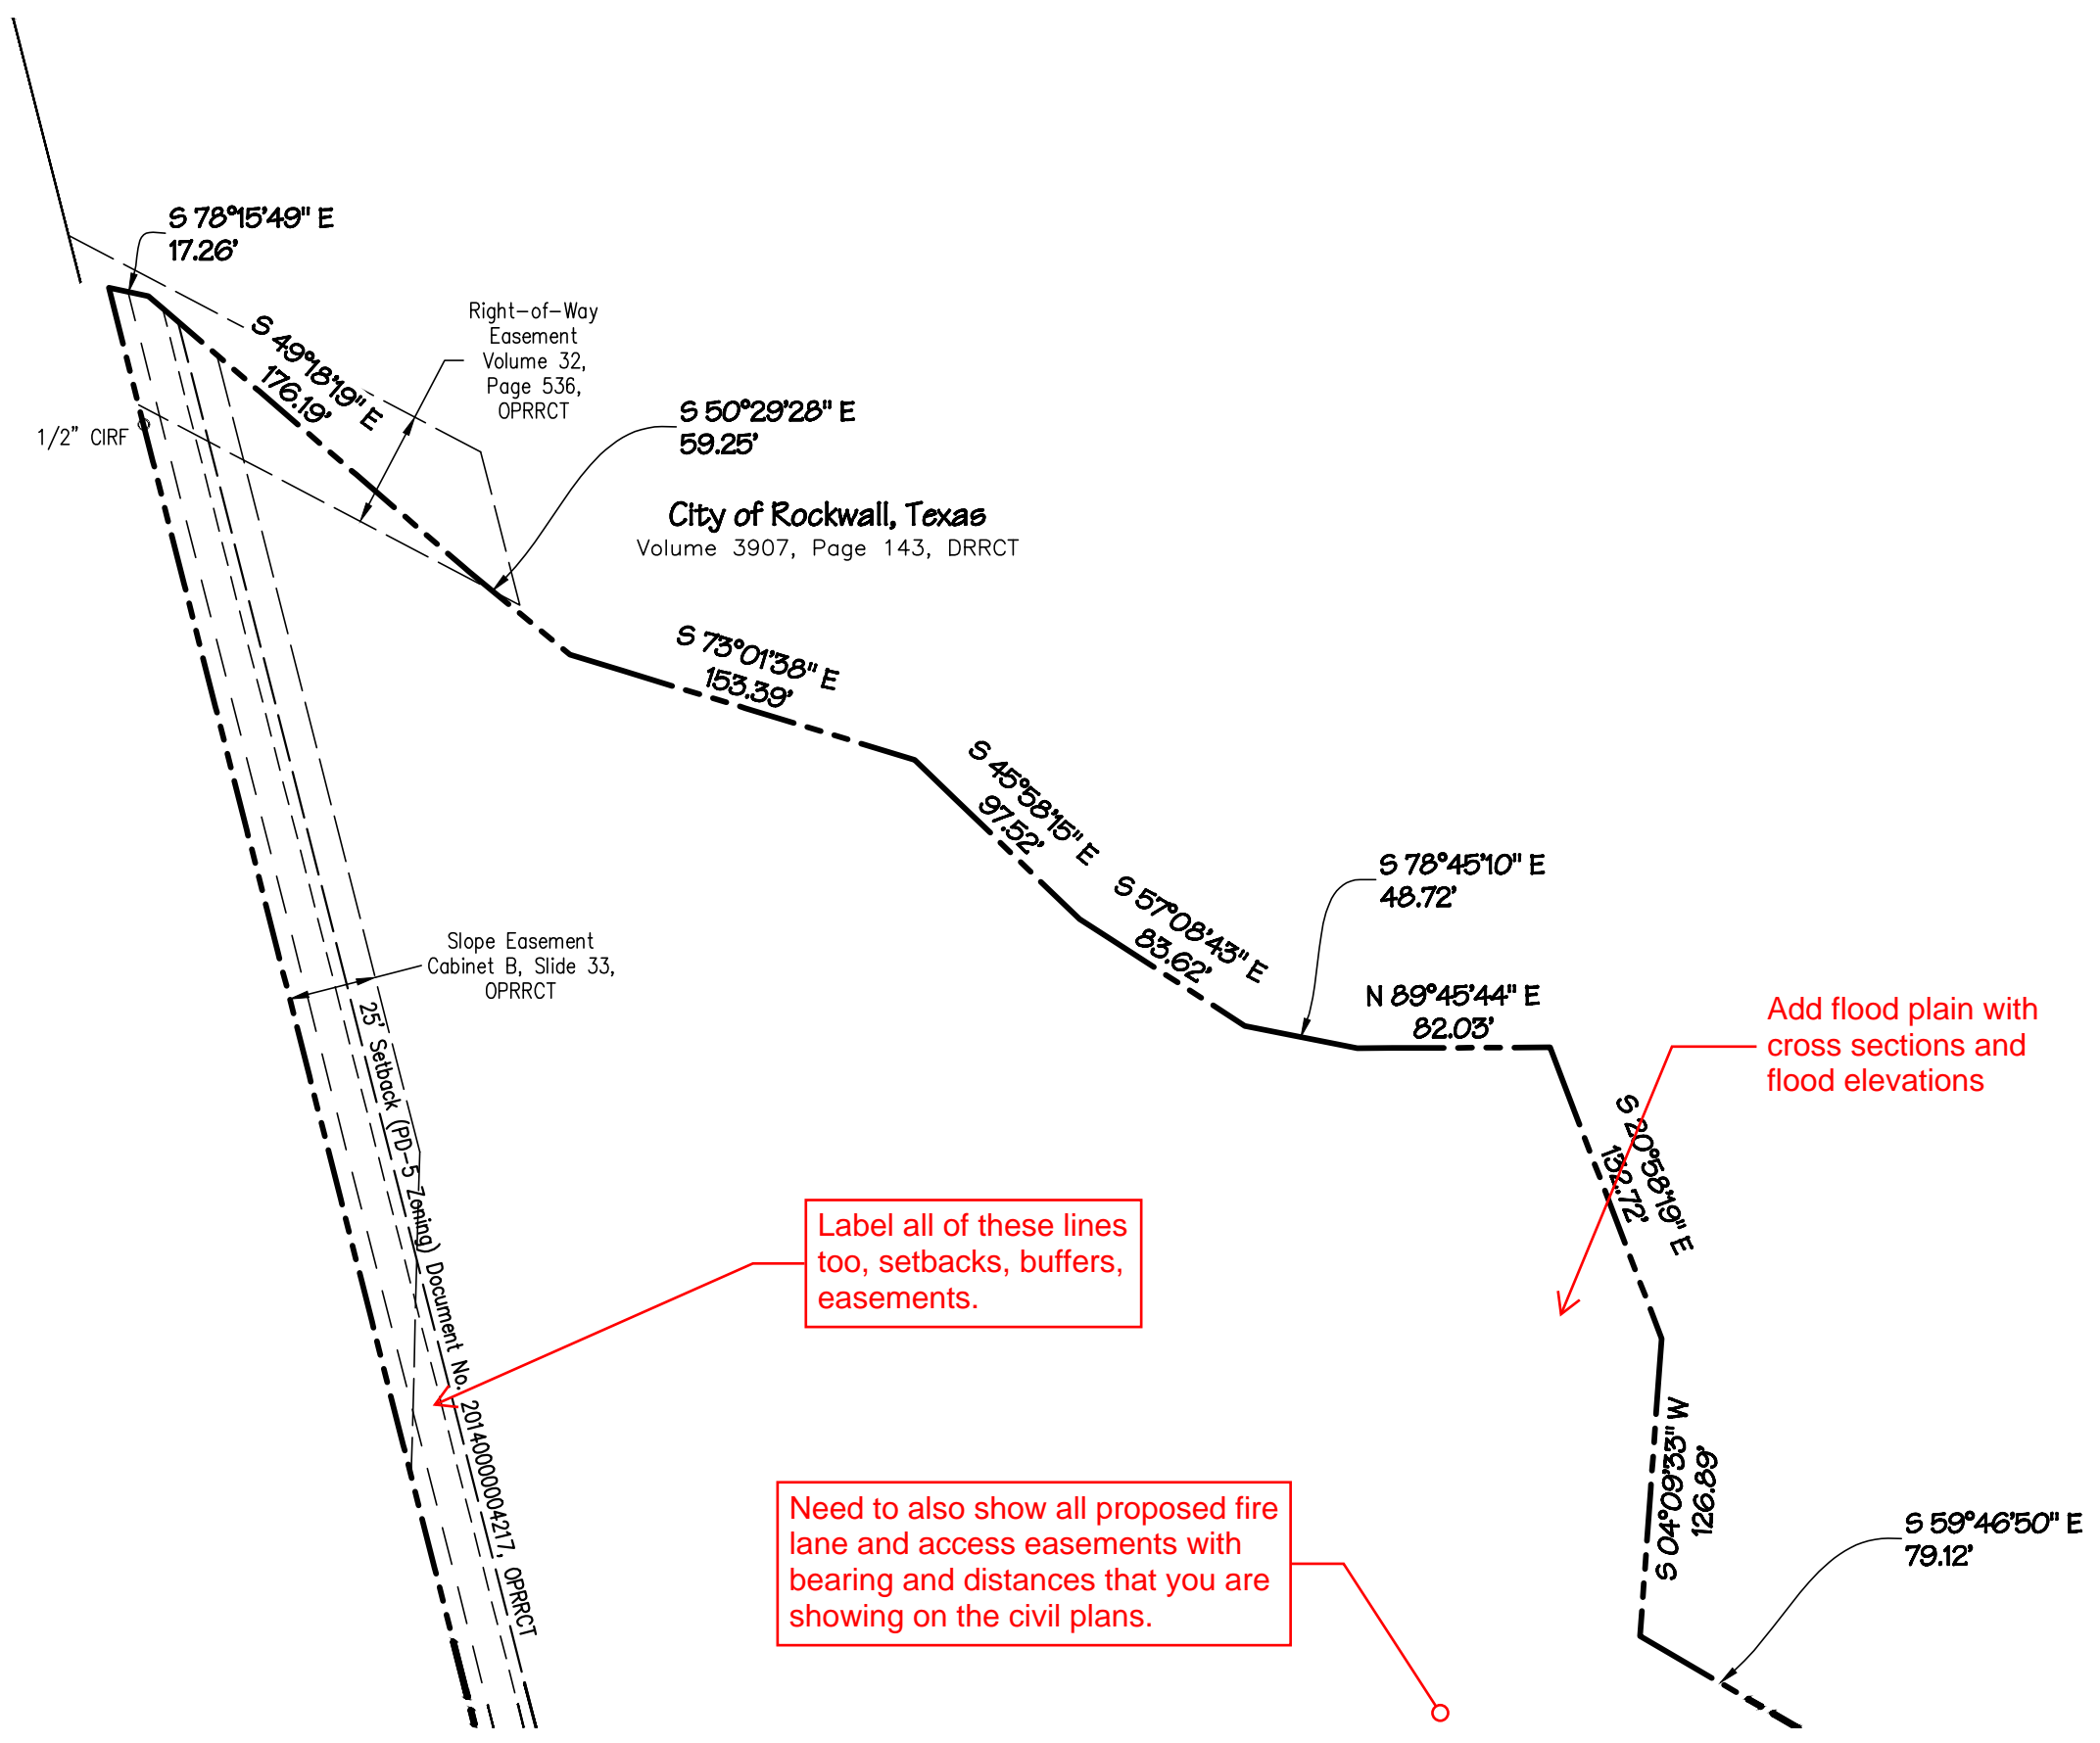 S 78°15'49" E
17.26'
S 49°18'19" E
176.19'
Right-of-Way
Easement
Volume 32,
Page 536,
OPRRCT
1/2" CIRF
S 50°29'28" E
59.25'
City of Rockwall, Texas
Volume 3907, Page 143, DRRCT
S 73°01'38" E
153.39'
S 45°58'15" E
97.52'
S 57°08'43" E
83.62'
S 78°45'10" E
48.72'
N 89°45'44" E
82.03'
Slope Easement
Cabinet B, Slide 33,
OPRRCT
25' Setback (PD-5 Zoning) Document No. 20140000004217, OPRRCT
Add flood plain with
cross sections and
flood elevations
S 20°58'19" E
132.72'
Label all of these lines
too, setbacks, buffers,
easements.
S 04°09'33" W
126.89'
Need to also show all proposed fire
lane and access easements with
bearing and distances that you are
showing on the civil plans.
S 59°46'50" E
79.12'